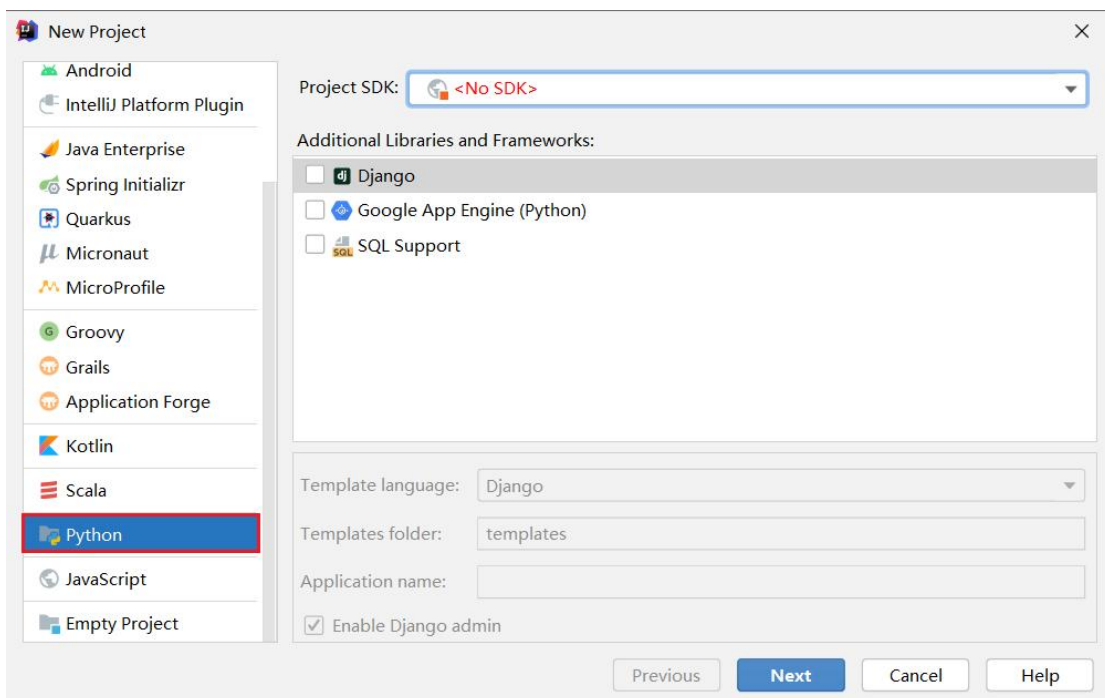 New Project
Android
IntelliJ Platform Plugin
Java Enterprise
Spring Initializr
Quarkus
Micronaut
MicroProfile
Groovy
Grails
Application Forge
Kotlin
Scala
Python
JavaScript
Empty Project
Project SDK: <No SDK>
Additional Libraries and Frameworks:
Django
Google App Engine (Python)
SQL Support
Template language: Django
Templates folder: templates
Application name:
Enable Django admin
Previous Next Cancel Help